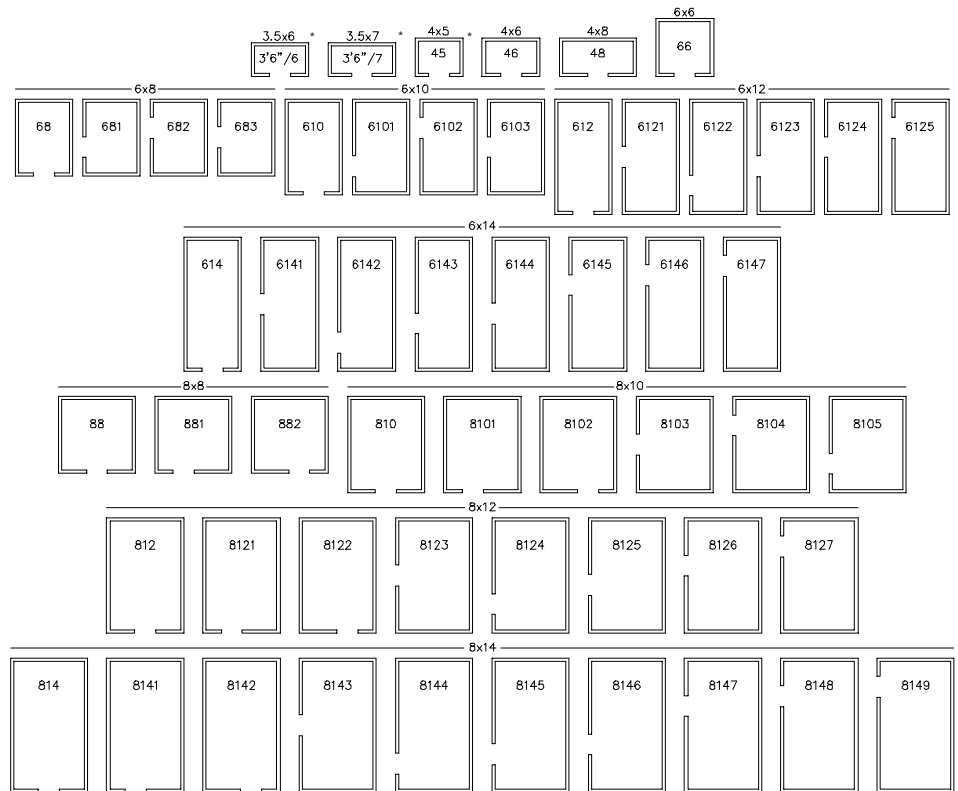 6x6
3.5x6 * 3.5x7 * 4x5 * 4x6 4x8
3'6"/6 3'6"/7 45 46 48 66
6x8 6x10 6x12
68 681 682 683 610 6101 6102 6103 612 6121 6122 6123 6124 6125
6x14
614 6141 6142 6143 6144 6145 6146 6147
8x8 8x10
88 881 882 810 8101 8102 8103 8104 8105
8x12
812 8121 8122 8123 8124 8125 8126 8127
8x14
814 8141 8142 8143 8144 8145 8146 8147 8148 8149